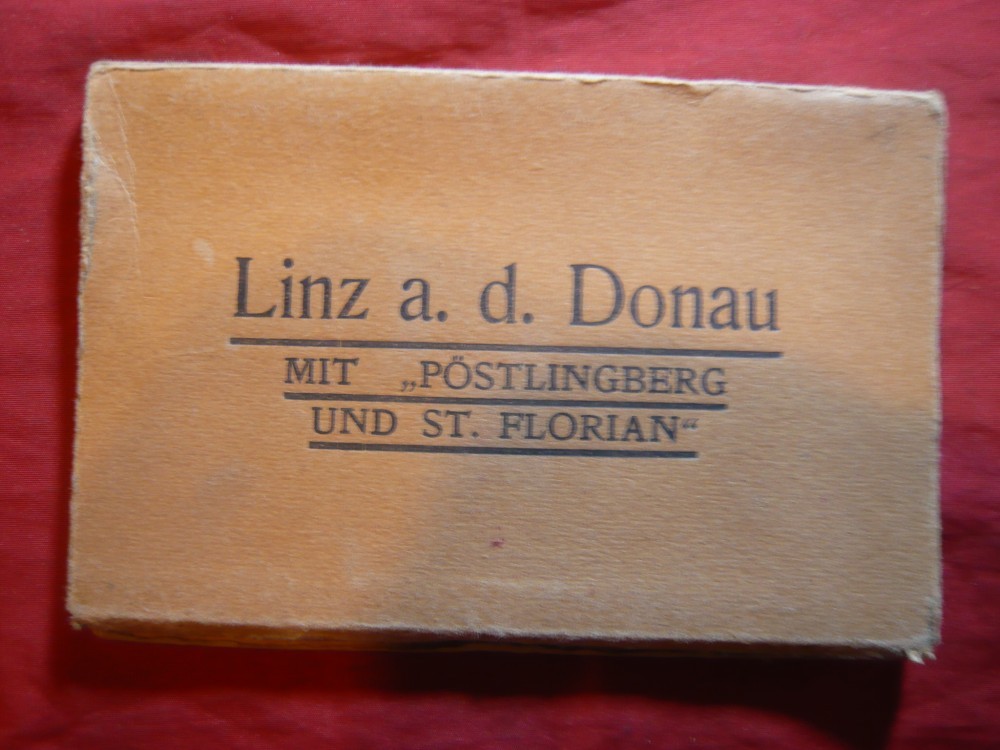 Linz a. d. Donau
MIT „PÖSTLINGBERG
UND ST. FLORIAN“